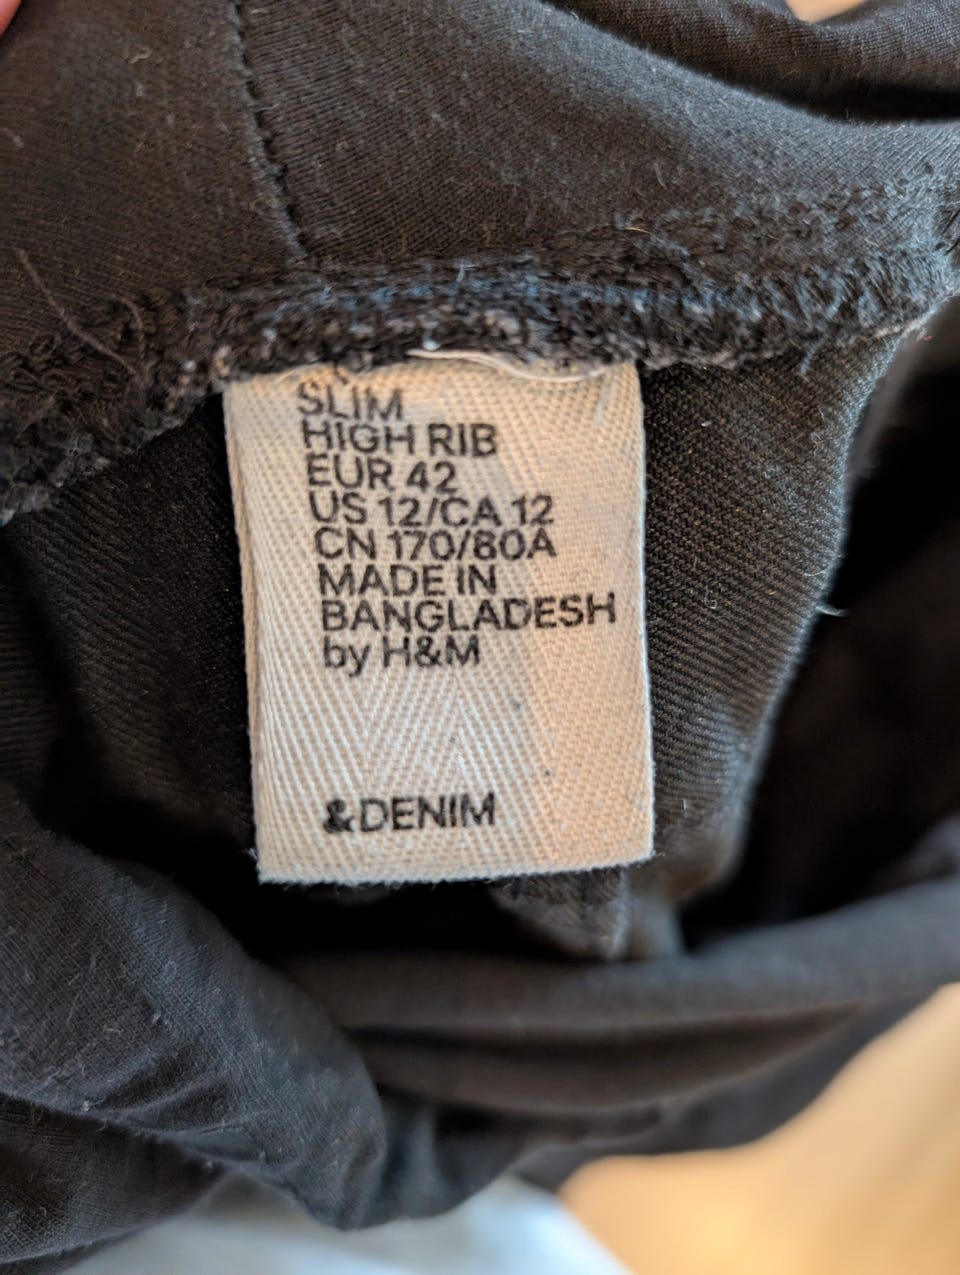 SLIM
HIGH RIB
EUR 42
US 12/CA 12
CN 170/80A
MADE IN
BANGLADESH
by H&M
&DENIM